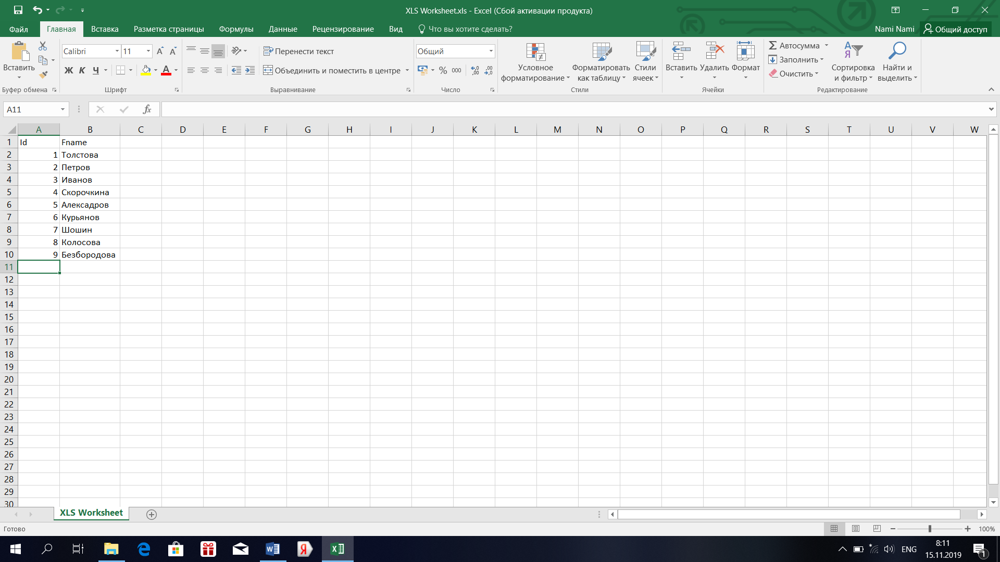 XLS Worksheet.xls - Excel (Сбой активации продукта)
Файл Главная Вставка Разметка страницы Формулы Данные Рецензирование Вид Что вы хотите сделать? Nami Nami Общий доступ
Calibri 11 Перенести текст Общий Автосумма
Заполнить
Вставить Условное Форматировать Стили Вставить Удалить Формат Сортировка Найти и
Ж К Ч А Объединить и поместить в центре % 000 форматирование как таблицу ячеек Очистить и фильтр выделить
Буфер обмена Шрифт Выравнивание Число Стили Ячейки Редактирование
A11 fx
A B C D E F G H I J K L M N O P Q R S T U V W
1 Id Fname
2 1 Толстова
3 2 Петров
4 3 Иванов
5 4 Скорочкина
6 5 Алексадров
7 6 Курьянов
8 7 Шошин
9 8 Колосова
10 9 Безбородова
11
12
13
14
15
16
17
18
19
20
21
22
23
24
25
26
27
28
29
30
XLS Worksheet
Готово 100%
ENG 8:11
15.11.2019 1